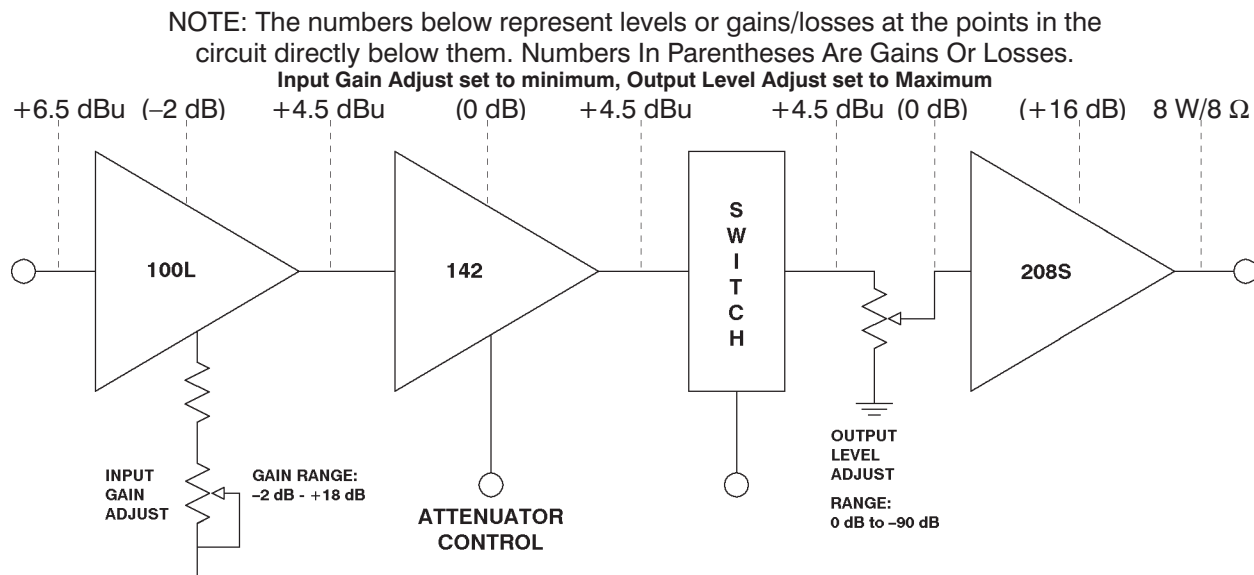 NOTE: The numbers below represent levels or gains/losses at the points in the
circuit directly below them. Numbers In Parentheses Are Gains Or Losses.
Input Gain Adjust set to minimum, Output Level Adjust set to Maximum
+6.5 dBu (–2 dB) +4.5 dBu (0 dB) +4.5 dBu +4.5 dBu (0 dB) (+16 dB) 8 W/8 Ω
100L
142
S
W
I
T
C
H
208S
INPUT
GAIN
ADJUST
GAIN RANGE:
–2 dB - +18 dB
ATTENUATOR
CONTROL
OUTPUT
LEVEL
ADJUST
RANGE:
0 dB to –90 dB